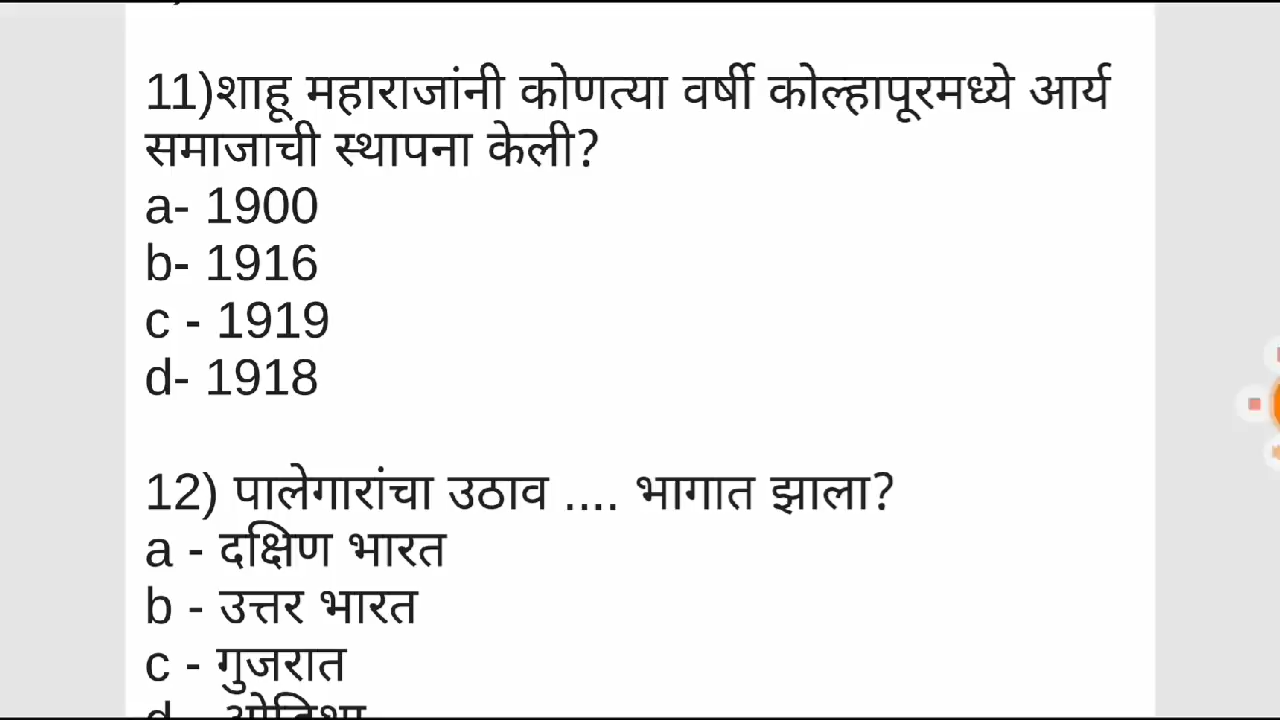 11)शाहू महाराजांनी कोणत्या वर्षी कोल्हापूरमध्ये आर्य
समाजाची स्थापना केली?
a- 1900
b- 1916
c - 1919
d- 1918
12) पालेगारांचा उठाव .... भागात झाला?
a - दक्षिण भारत
b - उत्तर भारत
c - गुजरात